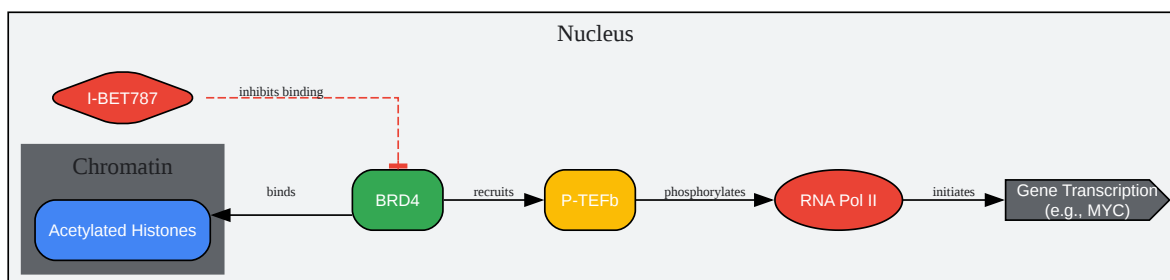 Nucleus
I-BET787
inhibits binding
Chromatin
Acetylated Histones
binds
BRD4
recruits
P-TEFb
phosphorylates
RNA Pol II
initiates
Gene Transcription
(e.g., MYC)